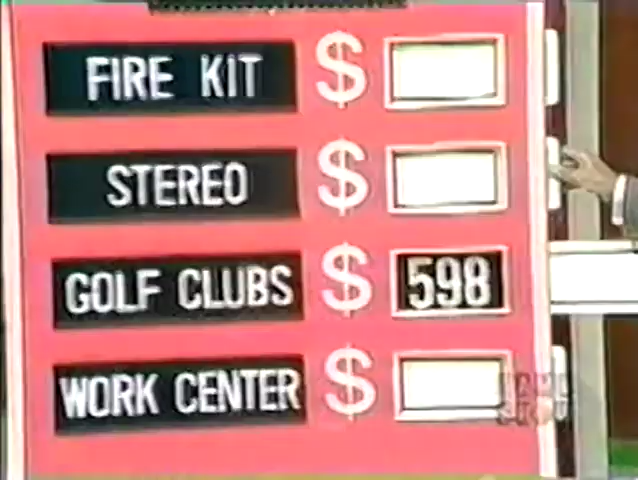 FIRE KIT $
STEREO $
GOLF CLUBS $ 598
WORK CENTER $